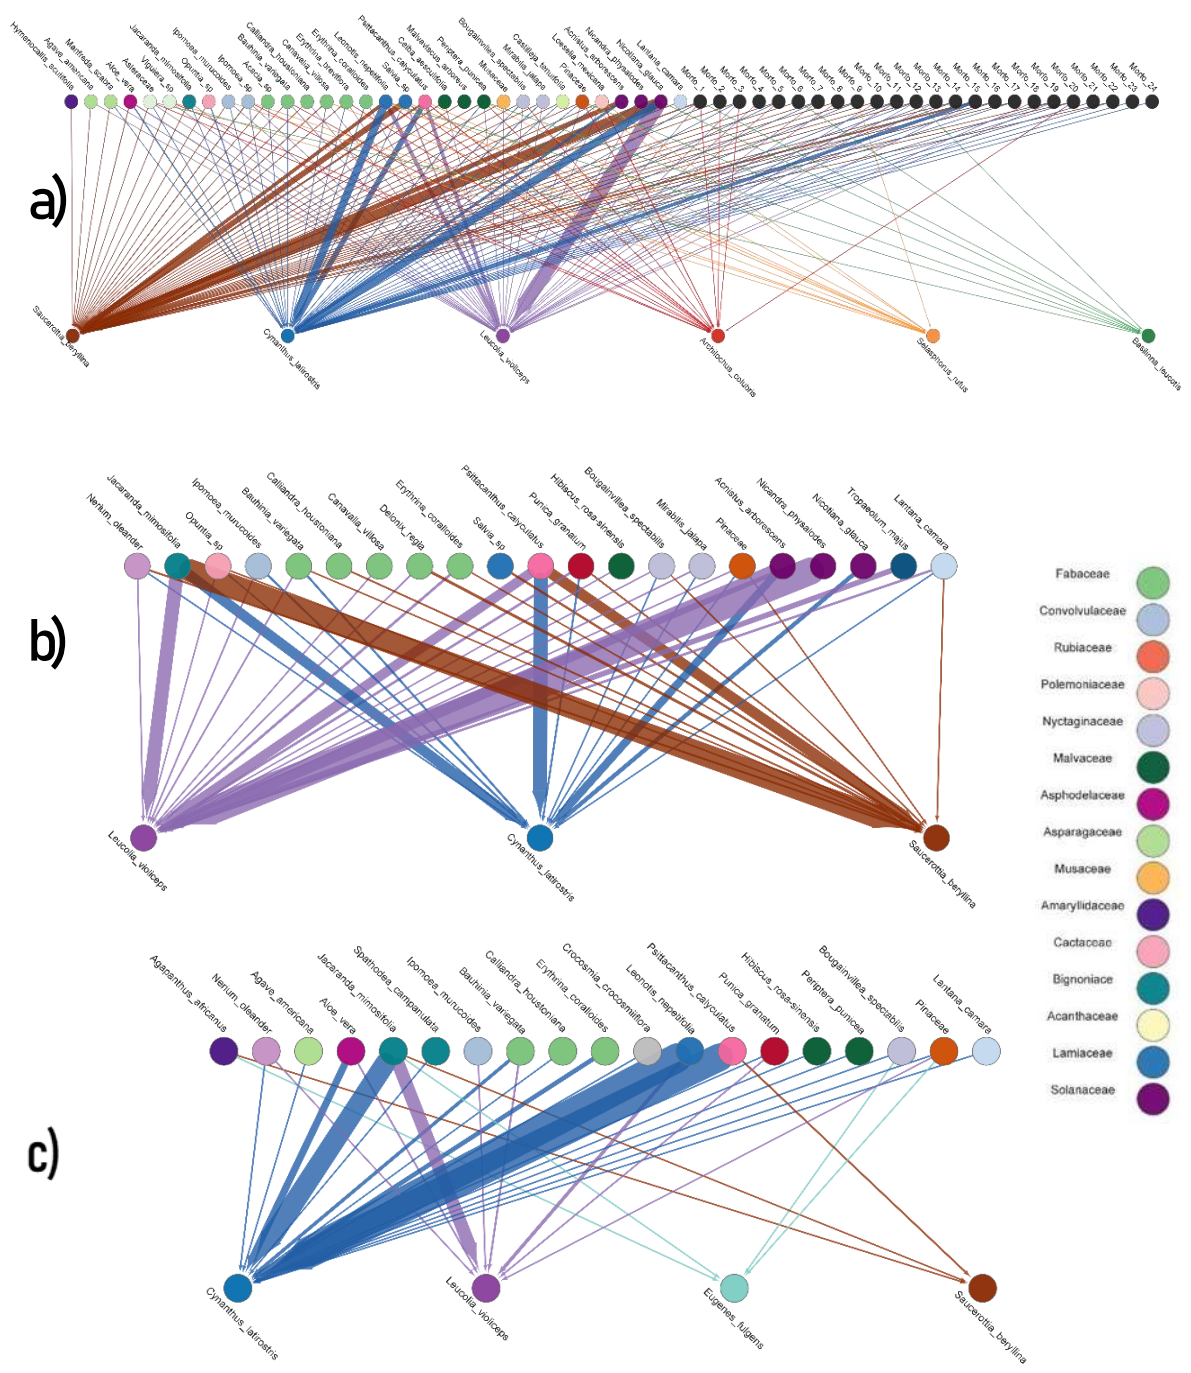 Hymenocallis_acutifolia
Agave_americana
Manfreda_scabra
Aloe_vera
Asteraceae
Viguiera_sp
Jacaranda_mimosifolia
Opuntia_sp
Ipomoea_murucoides
Ipomoea_sp
Acacia_sp
Bauhinia_variegata
Calliandra_houstoniana
Canavalia_villosa
Erythrina_breviflora
Erythrina_coralloides
Leonotis_nepetifolia
Salvia_sp
Psittacanthus_calyculatus
Ceiba_aesculifolia
Malvaviscus_arboreus
Periptera_punicea
Musaceae
Bougainvillea_spectabilis
Mirabilis_jalapa
Castilleja_tenuifolia
Pinaceae
Loeselia_mexicana
Acnistus_arborescens
Nicandra_physalodes
Nicotiana_glauca
Lantana_camara
Morfo_1
Morfo_2
Morfo_3
Morfo_4
Morfo_5
Morfo_6
Morfo_7
Morfo_8
Morfo_9
Morfo_10
Morfo_11
Morfo_12
Morfo_13
Morfo_14
Morfo_15
Morfo_16
Morfo_17
Morfo_18
Morfo_19
Morfo_20
Morfo_21
Morfo_22
Morfo_23
Morfo_24
a)
Saucerottia_beryllina
Cynanthus_latirostris
Leucolia_violiceps
Archilochus_colubris
Selasphorus_rufus
Basilinna_leucotis
Nerium_oleander
Jacaranda_mimosifolia
Opuntia_sp
Ipomoea_murucoides
Bauhinia_variegata
Calliandra_houstoniana
Canavalia_villosa
Delonix_regia
Erythrina_coralloides
Salvia_sp
Psittacanthus_calyculatus
Punica_granatum
Hibiscus_rosa-sinensis
Bougainvillea_spectabilis
Mirabilis_jalapa
Pinaceae
Acnistus_arborescens
Nicandra_physalodes
Nicotiana_glauca
Tropaeolum_majus
Lantana_camara
b)
Leucolia_violiceps
Cynanthus_latirostris
Saucerottia_beryllina
Fabaceae
Convolvulaceae
Rubiaceae
Polemoniaceae
Nyctaginaceae
Malvaceae
Asphodelaceae
Asparagaceae
Musaceae
Amaryllidaceae
Cactaceae
Bignoniace
Acanthaceae
Lamiaceae
Solanaceae
Agapanthus_africanus
Nerium_oleander
Agave_americana
Aloe_vera
Jacaranda_mimosifolia
Spathodea_campanulata
Ipomoea_murucoides
Bauhinia_variegata
Calliandra_houstoniana
Erythrina_coralloides
Crocosmia_crocosmiiflora
Leonotis_nepetifolia
Psittacanthus_calyculatus
Punica_granatum
Hibiscus_rosa-sinensis
Periptera_punicea
Bougainvillea_spectabilis
Pinaceae
Lantana_camara
c)
Cynanthus_latirostris
Leucolia_violiceps
Eugenes_fulgens
Saucerottia_beryllina